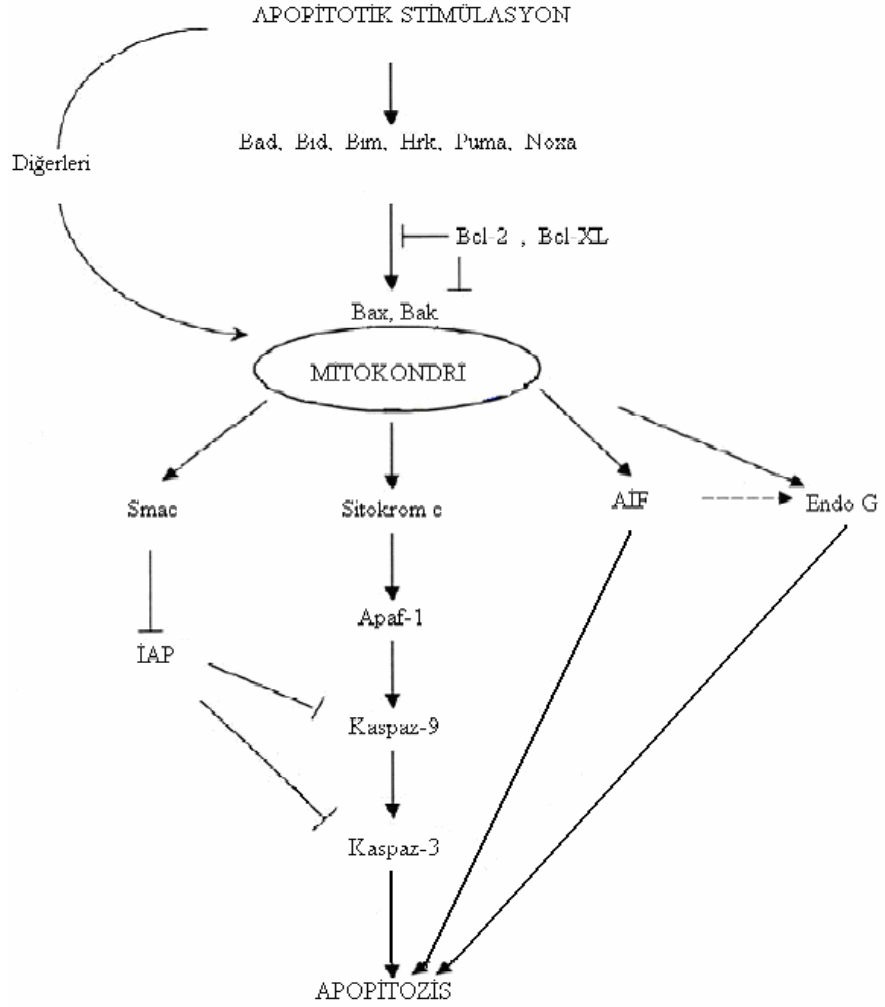 APOPİTOTİK STİMÜLASYON
Bad, Bid, Bim, Hrk, Puma, Noxa
Diğerleri
Bcl-2 , Bcl-XL
Bax, Bak
MİTOKONDRİ
Smac
Sitokrom c
AİF
Endo G
Apaf-1
İAP
Kaspaz-9
Kaspaz-3
APOPİTOZİS